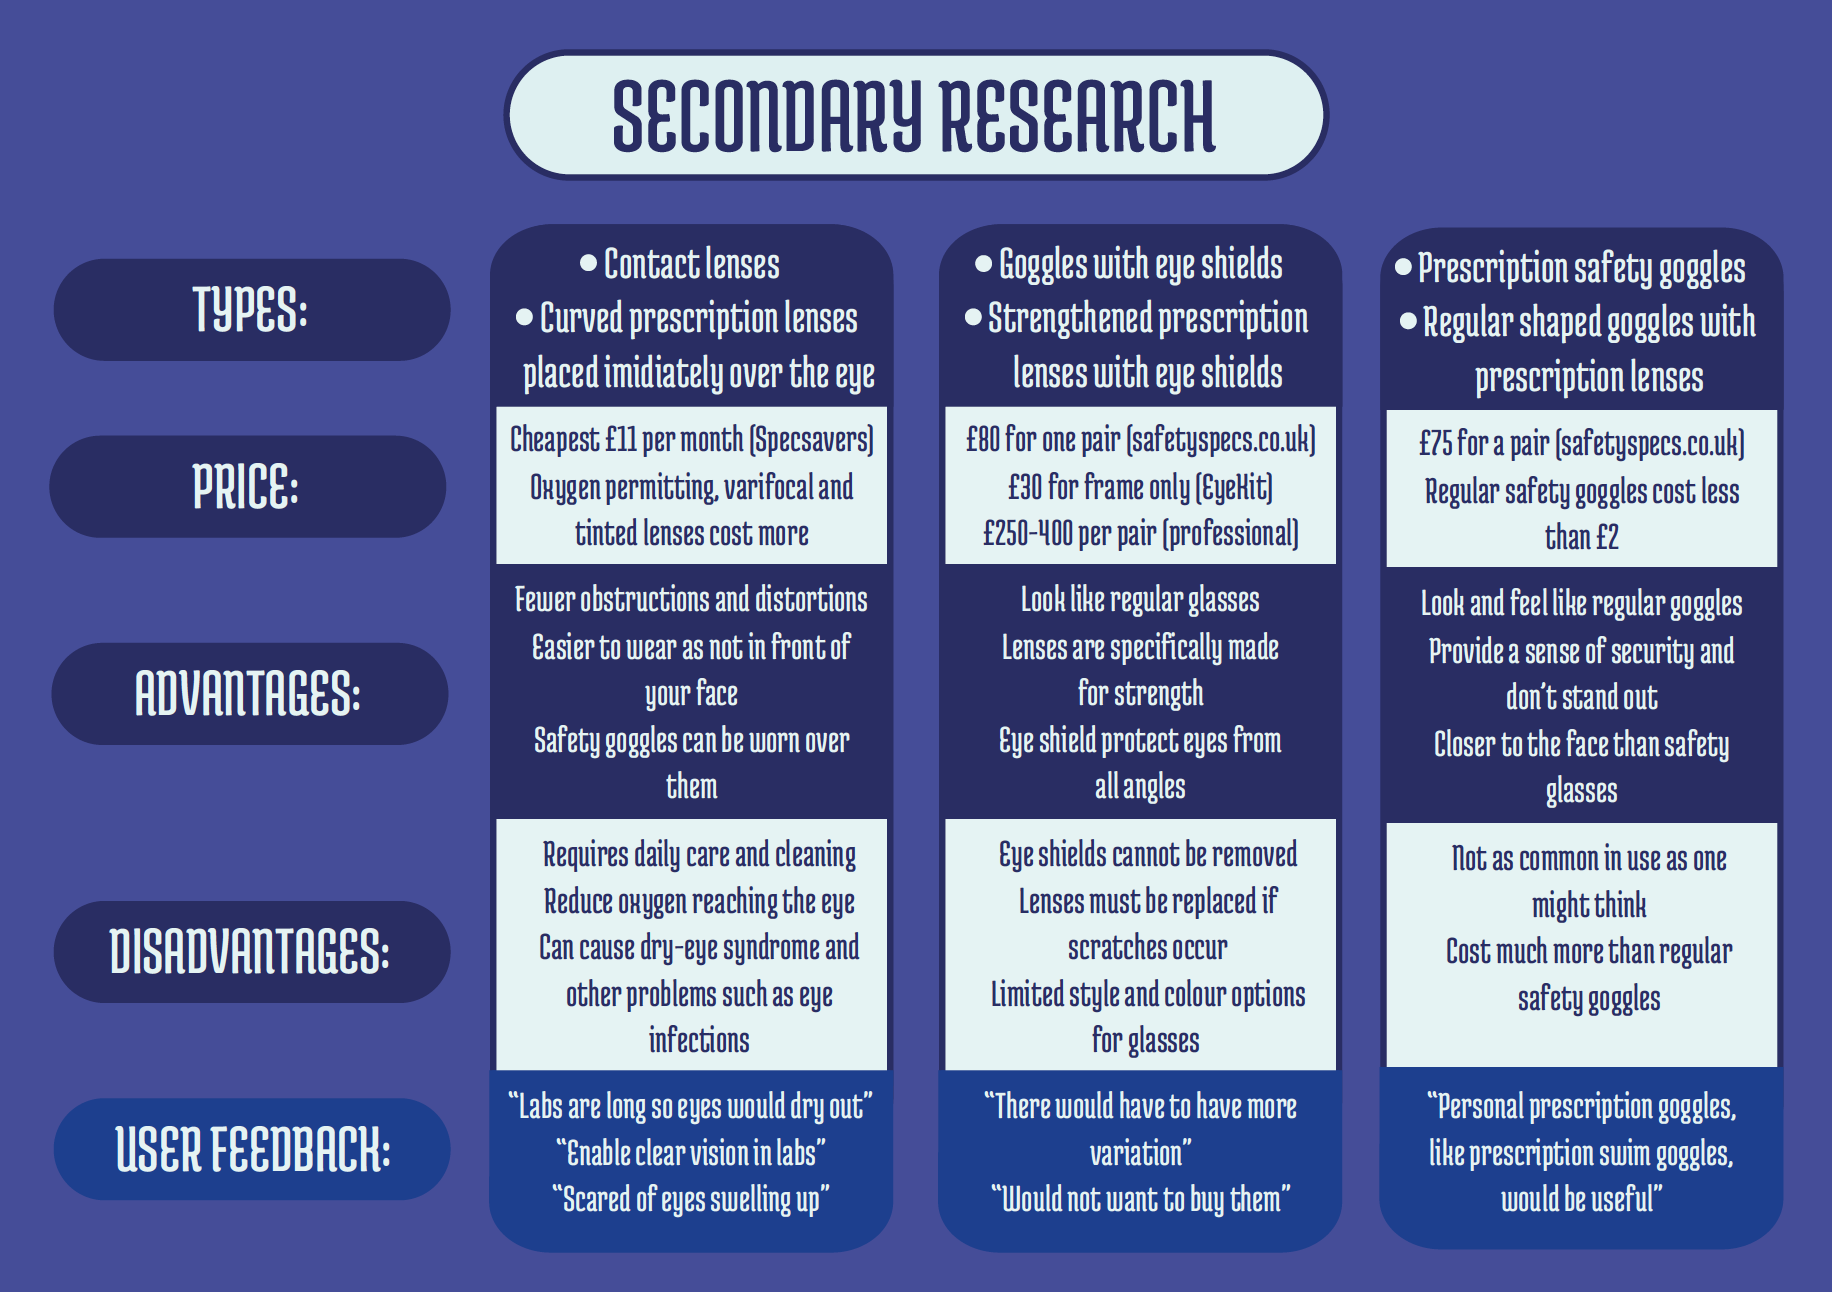 SECONDARY RESEARCH
TYPES:
• Contact lenses
• Curved prescription lenses
placed imidiately over the eye
• Goggles with eye shields
• Strengthened prescription
lenses with eye shields
• Prescription safety goggles
• Regular shaped goggles with
prescription lenses
PRICE:
Cheapest £11 per month (Specsavers)
Oxygen permitting, varifocal and
tinted lenses cost more
£80 for one pair (safetyspecs.co.uk)
£30 for frame only (EyeKit)
£250-400 per pair (professional)
£75 for a pair (safetyspecs.co.uk)
Regular safety goggles cost less
than £2
ADVANTAGES:
Fewer obstructions and distortions
Easier to wear as not in front of
your face
Safety goggles can be worn over
them
Look like regular glasses
Lenses are specifically made
for strength
Eye shield protect eyes from
all angles
Look and feel like regular goggles
Provide a sense of security and
don't stand out
Closer to the face than safety
glasses
DISADVANTAGES:
Requires daily care and cleaning
Reduce oxygen reaching the eye
Can cause dry-eye syndrome and
other problems such as eye
infections
Eye shields cannot be removed
Lenses must be replaced if
scratches occur
Limited style and colour options
for glasses
Not as common in use as one
might think
Cost much more than regular
safety goggles
USER FEEDBACK:
“Labs are long so eyes would dry out”
“Enable clear vision in labs”
“Scared of eyes swelling up”
“There would have to have more
variation”
“Would not want to buy them”
“Personal prescription goggles,
like prescription swim goggles,
would be useful”